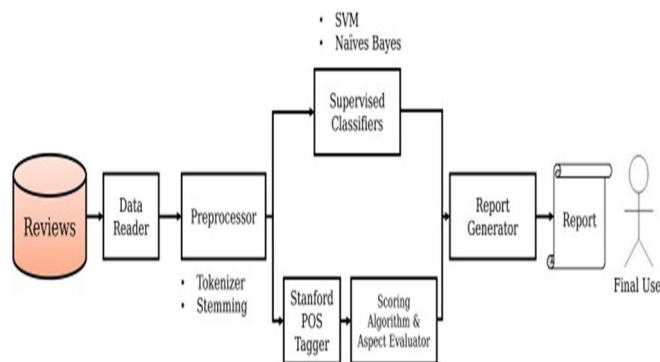 • SVM
• Naïves Bayes
Supervised
Classifiers
Reviews
Data
Reader
Preprocessor
• Tokenizer
• Stemming
Stanford
POS
Tagger
Scoring
Algorithm &
Aspect Evaluator
Report
Generator
Report
Final Use